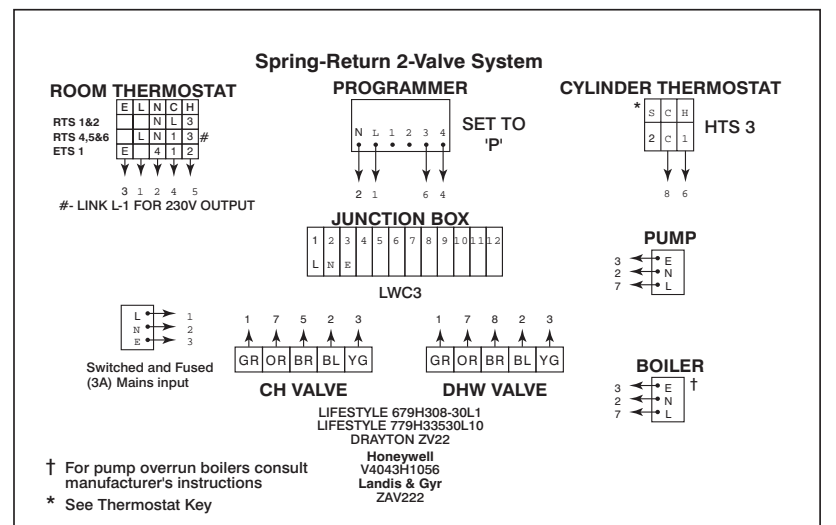 Spring-Return 2-Valve System
ROOM THERMOSTAT
E L N C H
RTS 1&2 N L 3
RTS 4,5&6 L N 1 3 #
ETS 1 E 4 1 2
3 1 2 4 5
#- LINK L-1 FOR 230V OUTPUT
PROGRAMMER
N L 1 2 3 4
SET TO
'P'
2 1 6 4
CYLINDER THERMOSTAT
* S C H
2 C 1
HTS 3
8 6
JUNCTION BOX
1 2 3 4 5 6 7 8 9 10 11 12
L N E
LWC3
PUMP
3 E
2 N
7 L
L 1
N 2
E 3
Switched and Fused
(3A) Mains input
1 7 5 2 3
GR OR BR BL YG
CH VALVE
1 7 8 2 3
GR OR BR BL YG
DHW VALVE
BOILER
3 E †
2 N
7 L
LIFESTYLE 679H308-30L1
LIFESTYLE 779H33530L10
DRAYTON ZV22
Honeywell
V4043H1056
Landis & Gyr
ZAV222
† For pump overrun boilers consult
manufacturer's instructions
* See Thermostat Key